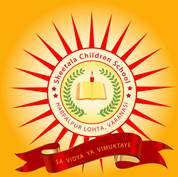 Sheetala Children School
HARPALPUR LOHTA, VARANASI
SA VIDYA YA VIMUKTAYE